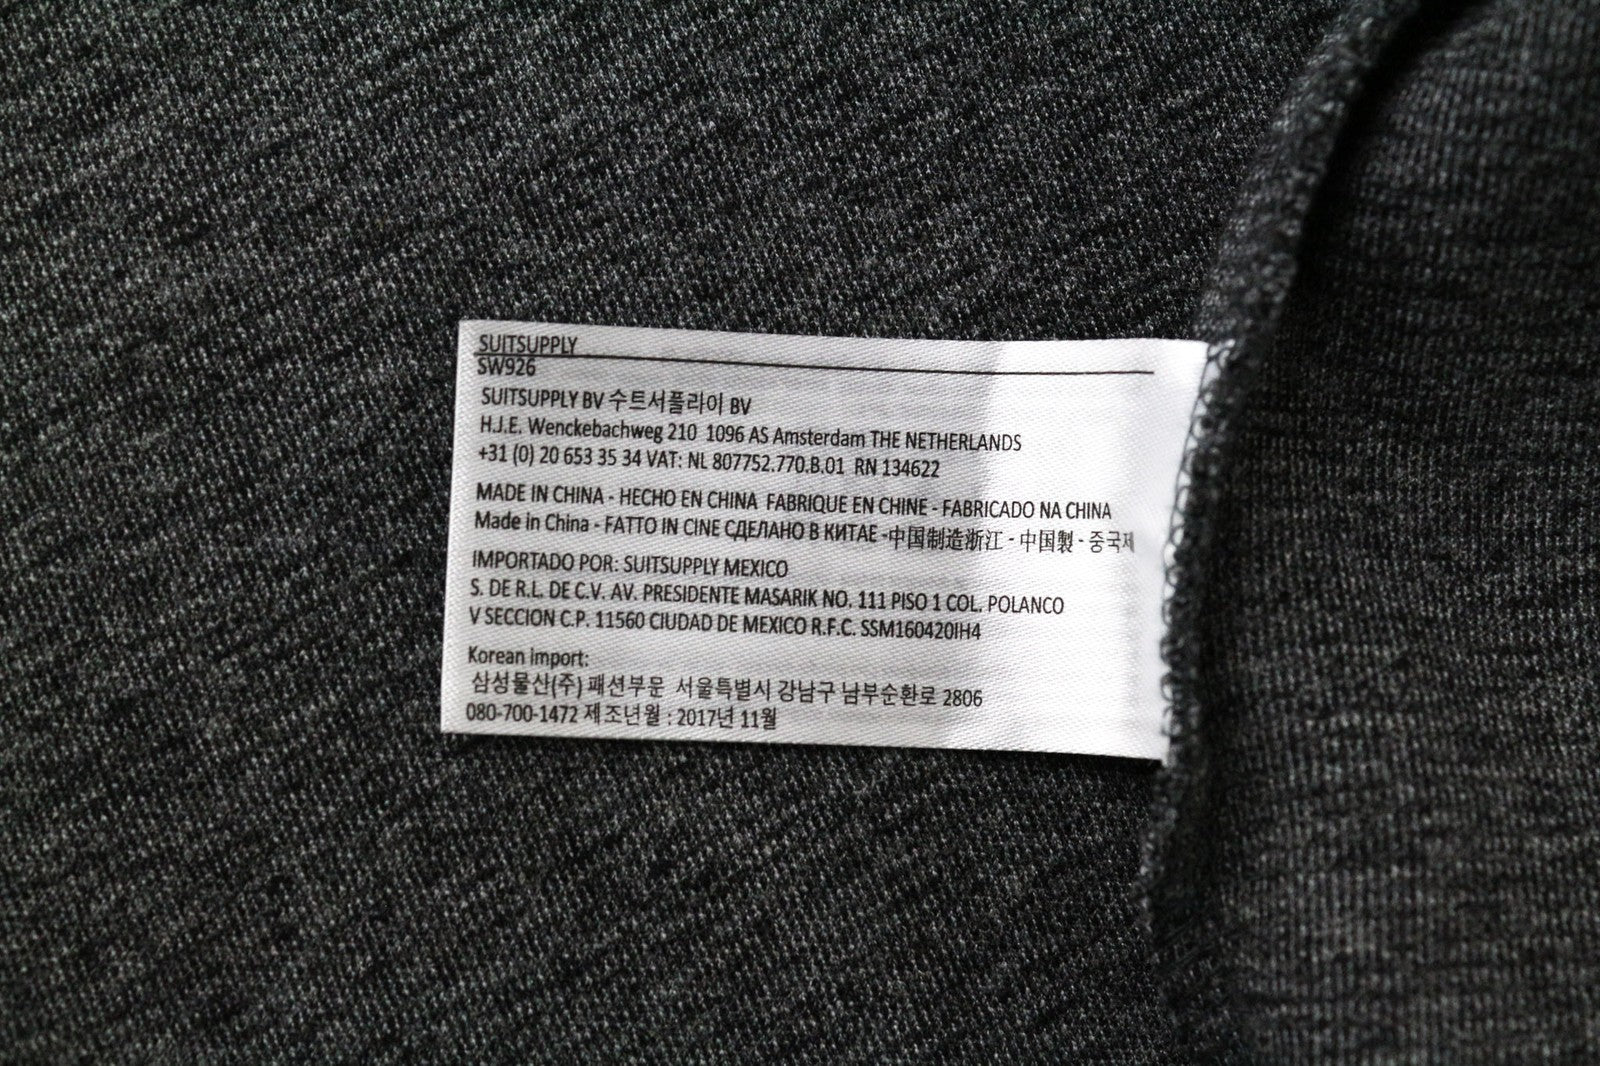 SUITSUPPLY
SW926
SUITSUPPLY BV 수트서플라이 BV
H.J.E. Wenckebachweg 210 1096 AS Amsterdam THE NETHERLANDS
+31 (0) 20 653 35 34 VAT: NL 807752.770.B.01 RN 134622
MADE IN CHINA - HECHO EN CHINA FABRIQUE EN CHINE - FABRICADO NA CHINA
Made in China - FATTO IN CINE СДЕЛАНО В КИТАЕ -中国制造浙江 - 中国製 - 중국제
IMPORTADO POR: SUITSUPPLY MEXICO
S. DE R.L. DE C.V. AV. PRESIDENTE MASARIK NO. 111 PISO 1 COL. POLANCO
V SECCION C.P. 11560 CIUDAD DE MEXICO R.F.C. SSM160420IH4
Korean import:
삼성물산(주) 패션부문 서울특별시 강남구 남부순환로 2806
080-700-1472 제조년월 : 2017년 11월